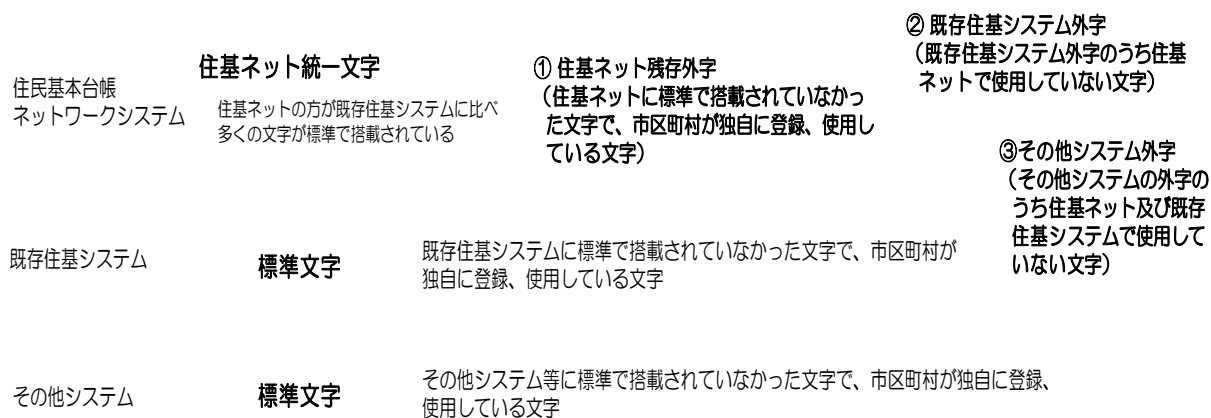 住民基本台帳
ネットワークシステム
住基ネット統一文字
住基ネットの方が既存住基システムに比べ
多くの文字が標準で搭載されている
① 住基ネット残存外字
（住基ネットに標準で搭載されていなかっ
た文字で、市区町村が独自に登録、使用し
ている文字）
② 既存住基システム外字
（既存住基システム外字のうち住基
ネットで使用していない文字）
③その他システム外字
（その他システムの外字の
うち住基ネット及び既存
住基システムで使用して
いない文字）
既存住基システム
標準文字
既存住基システムに標準で搭載されていなかった文字で、市区町村が
独自に登録、使用している文字
その他システム
標準文字
その他システム等に標準で搭載されていなかった文字で、市区町村が独自に登録、
使用している文字